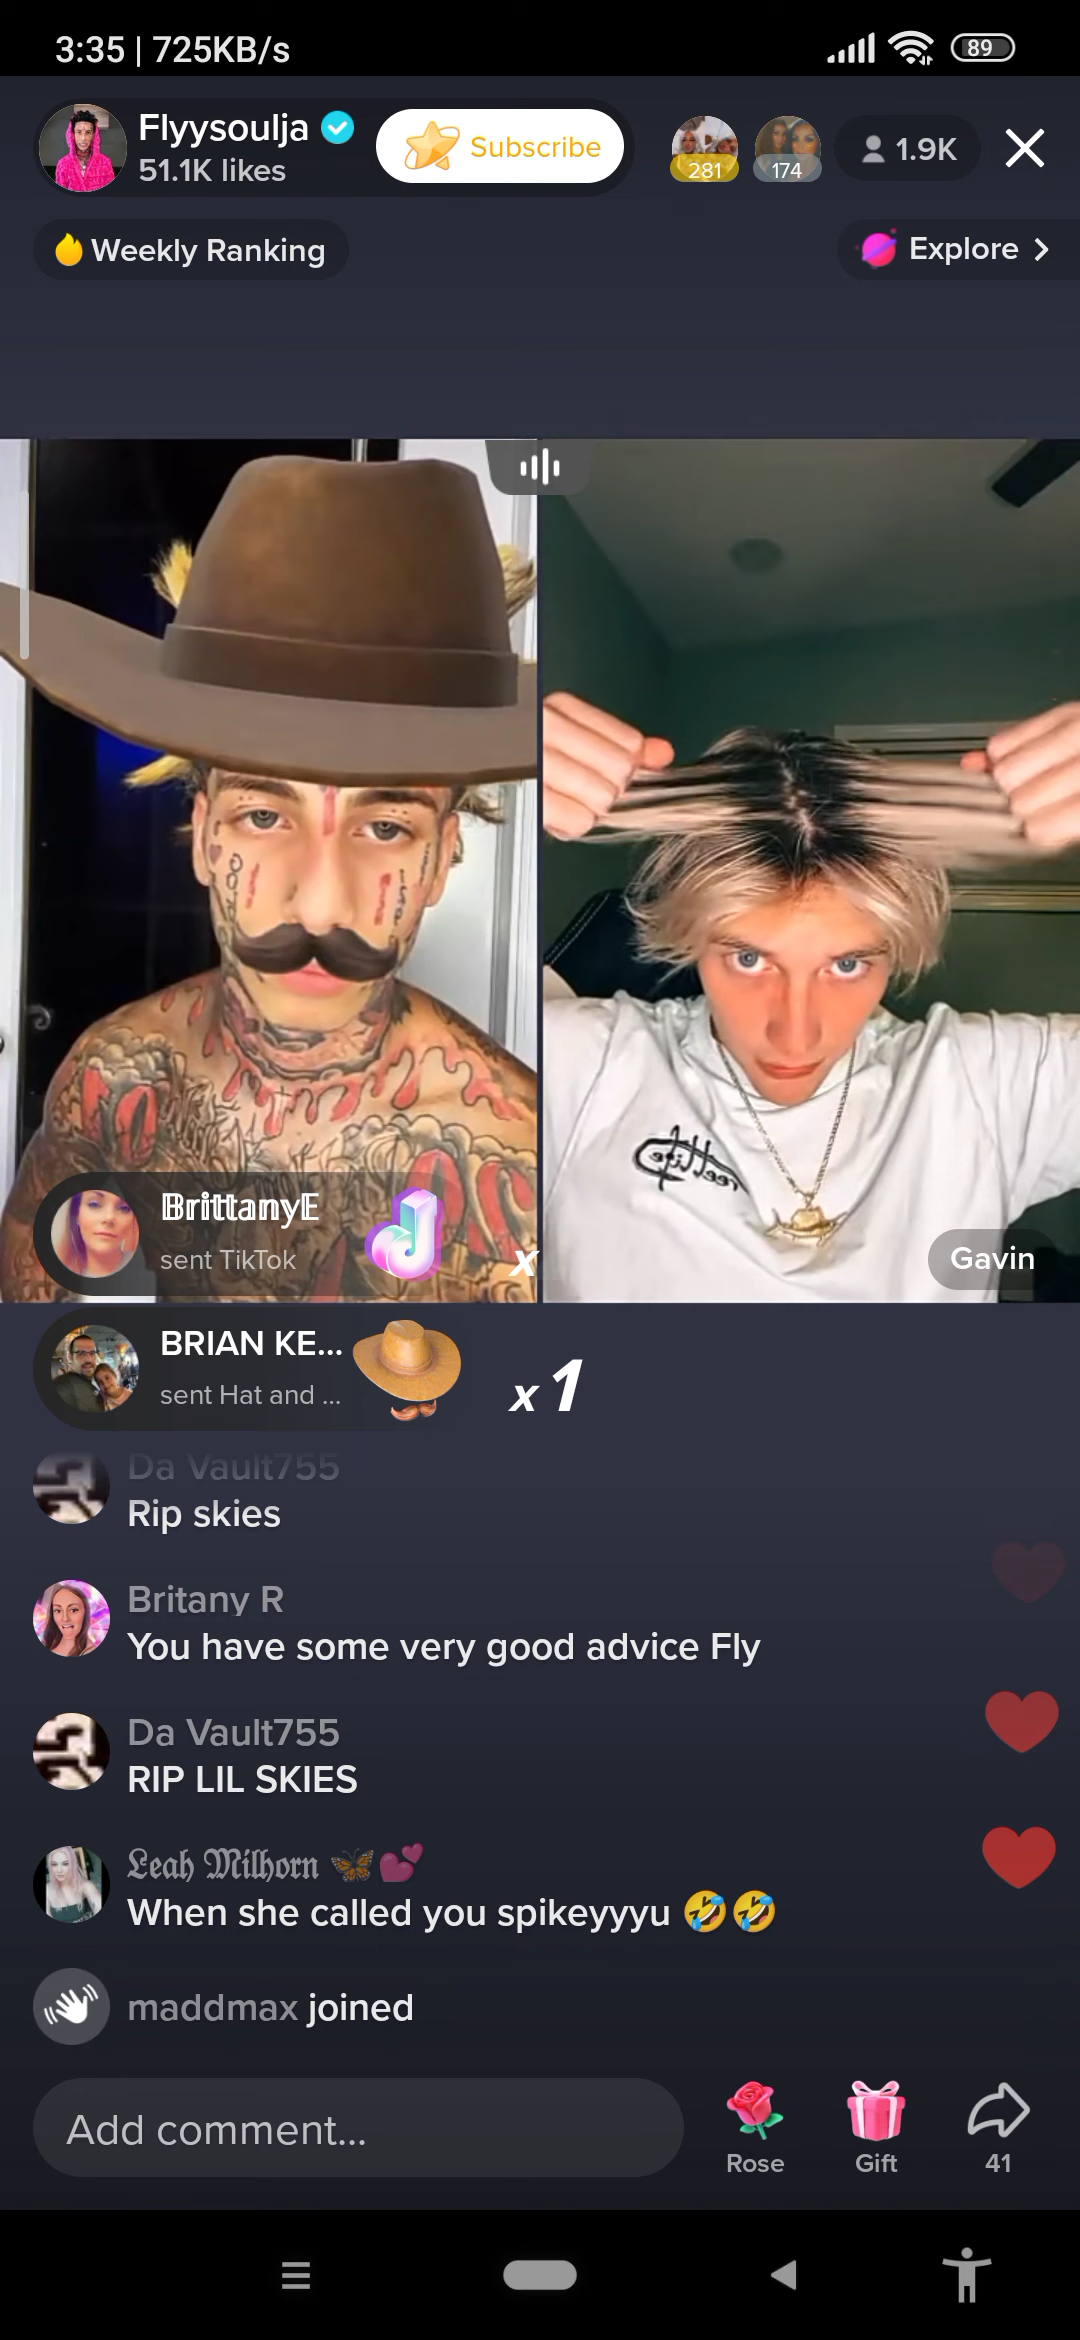 3:35 | 725KB/s
89
Flyysoulja
51.1K likes
Subscribe
281
174
1.9K
Weekly Ranking
Explore
BrittanyE
sent TikTok
x
Gavin
BRIAN KE...
sent Hat and ...
x1
Da Vault755
Rip skies
Britany R
You have some very good advice Fly
Da Vault755
RIP LIL SKIES
Leah Milhorn 🦋💕
When she called you spikeyyyu 🤣🤣
maddmax joined
Add comment...
Rose
Gift
41